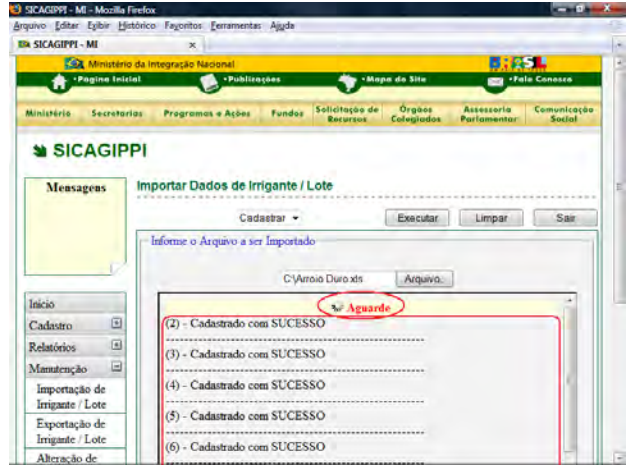 SICAGIPPI - MI - Mozilla Firefox
Arquivo Editar Exibir Histórico Favoritos Ferramentas Ajuda
SICAGIPPI - MI
Ministério da Integração Nacional
Pagina Inicial Publicações Mapa do Site Fale Conosco
Ministério Secretarias Programas e Ações Fundos Solicitação de Recursos Órgãos Colegiados Assessoria Parlamentar Comunicação Social
SICAGIPPI
Mensagens
Importar Dados de Irrigante / Lote
Cadastrar Executar Limpar Sair
Informe o Arquivo a ser Importado
C:\Arroio Duro.xls Arquivo..
Aguarde
(2) - Cadastrado com SUCESSO
(3) - Cadastrado com SUCESSO
(4) - Cadastrado com SUCESSO
(5) - Cadastrado com SUCESSO
(6) - Cadastrado com SUCESSO
Início
Cadastro
Relatórios
Manutenção
Importação de
Irrigante / Lote
Exportação de
Irrigante / Lote
Alteração de